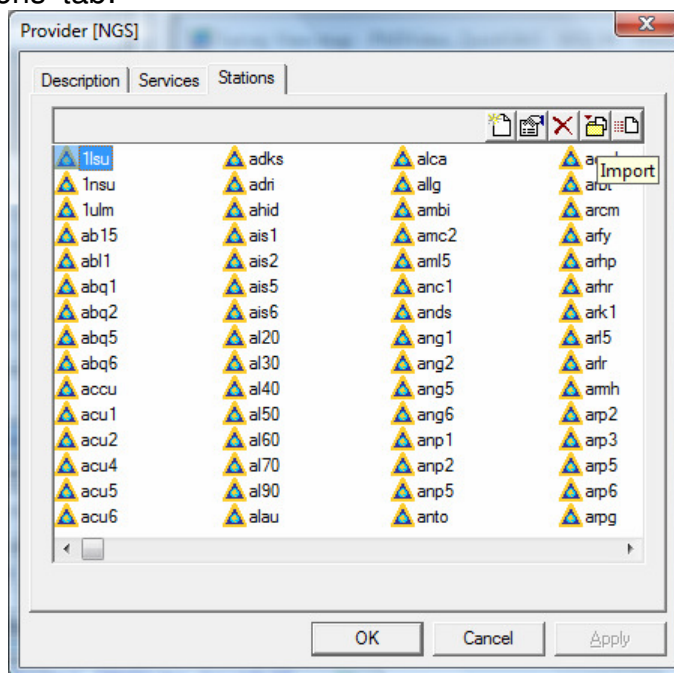 ons tab.
Provider [NGS]
Description Services Stations
1lsu adks alca
Import
1nsu adri allg
1ulm ahid ambi arcm
ab15 ais1 amc2 arfy
abl1 ais2 aml5 arhp
abq1 ais5 anc1 arhr
abq2 ais6 ands ark1
abq5 al20 ang1 arl5
abq6 al30 ang2 arlr
accu al40 ang5 armh
acu1 al50 ang6 arp2
acu2 al60 anp1 arp3
acu4 al70 anp2 arp5
acu5 al90 anp5 arp6
acu6 alau anto arpg
OK Cancel Apply